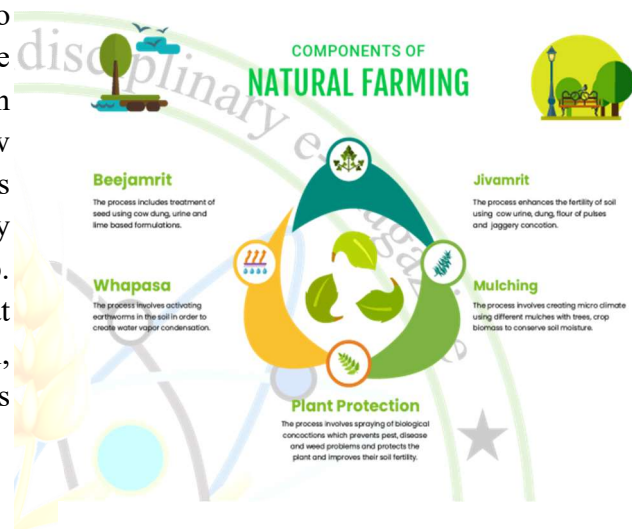 COMPONENTS OF
NATURAL FARMING
Beejamrit
The process includes treatment of
seed using cow dung, urine and
lime based formulations.
Jivamrit
The process enhances the fertility of soil
using cow urine, dung, flour of pulses
and jaggery concotion.
Whapasa
The process involves activating
earthworms in the soil in order to
create water vapor condensation.
Mulching
The process involves creating micro climate
using different mulches with trees, crop
biomass to conserve soil moisture.
Plant Protection
The process involves spraying of biological
concoctions which prevents pest, disease
and weed problems and protects the
plant and improves their soil fertility.
disciplinary e-